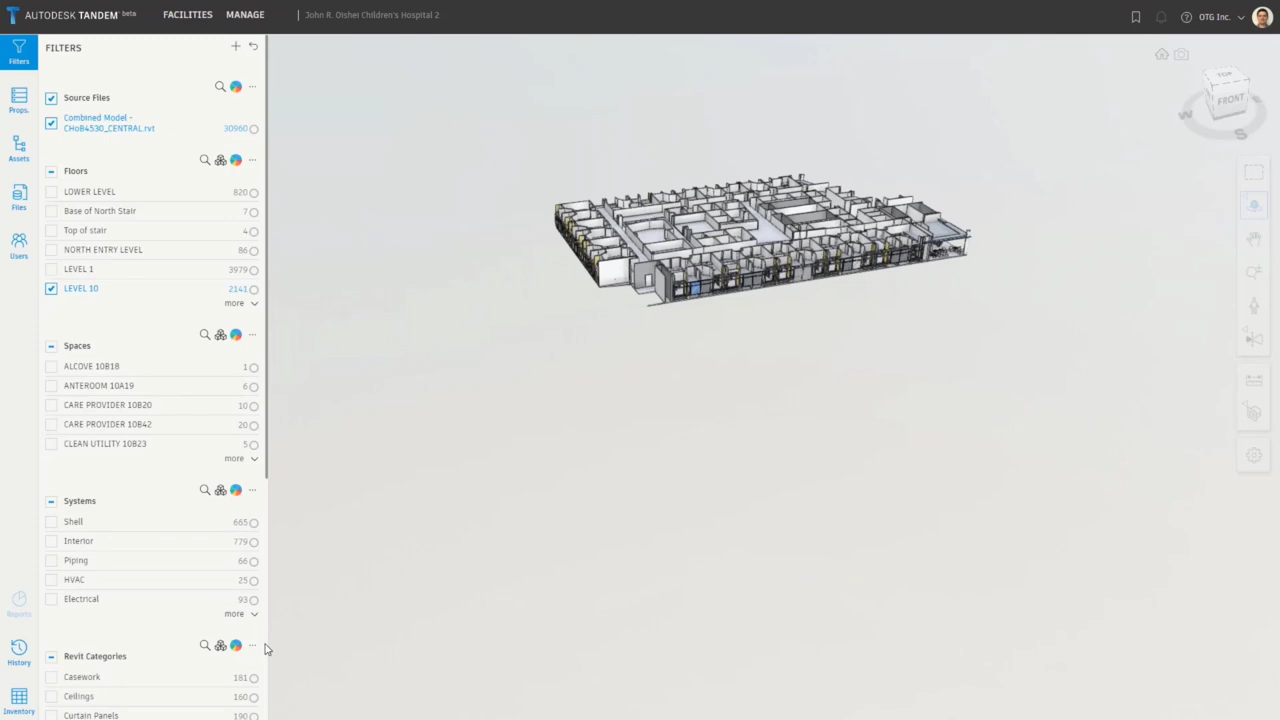 AUTODESK TANDEM beta
FACILITIES
MANAGE
John R. Oishei Children's Hospital 2
OTG Inc.
Filters
Props.
Assets
Files
Users
Reports
History
Inventory
FILTERS
Source Files
Combined Model -
CHoB4530_CENTRAL.rvt 30960
Floors
LOWER LEVEL 820
Base of North Stair 7
Top of stair 4
NORTH ENTRY LEVEL 86
LEVEL 1 3979
LEVEL 10 2141
more
Spaces
ALCOVE 10B18 1
ANTEROOM 10A19 6
CARE PROVIDER 10B20 10
CARE PROVIDER 10B42 20
CLEAN UTILITY 10B23 5
more
Systems
Shell 665
Interior 779
Piping 66
HVAC 25
Electrical 93
more
Revit Categories
Casework 181
Ceilings 160
Curtain Panels 190
TOP
FRONT
W
S